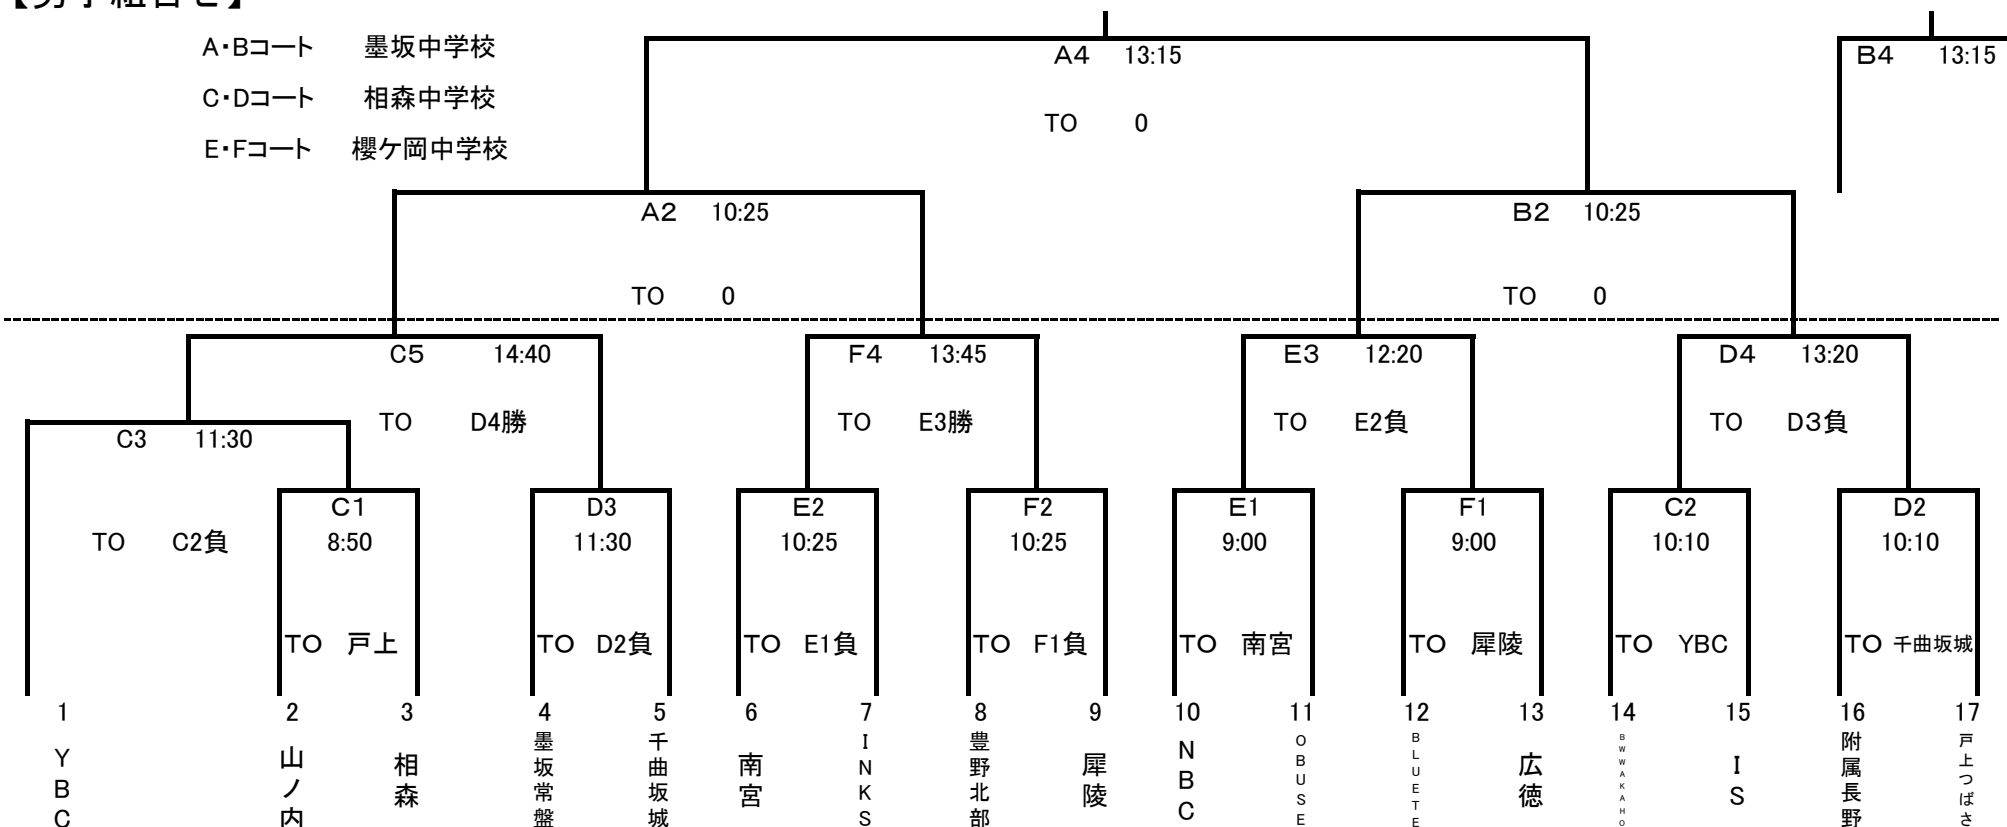 【男子組合せ】
A・Bコート 墨坂中学校
C・Dコート 相森中学校
E・Fコート 櫻ケ岡中学校
A4 13:15
TO 0
B4 13:15
A2 10:25
TO 0
B2 10:25
TO 0
C5 14:40
TO D4勝
F4 13:45
TO E3勝
E3 12:20
TO E2負
D4 13:20
TO D3負
C3 11:30
TO C2負
C1
8:50
TO 戸上
D3
11:30
TO D2負
E2
10:25
TO E1負
F2
10:25
TO F1負
E1
9:00
TO 南宮
F1
9:00
TO 犀陵
C2
10:10
TO YBC
D2
10:10
TO 千曲坂城
1 2 3 4 5 6 7 8 9 10 11 12 13 14 15 16 17
YBC
山ノ内
相森
墨坂常盤
千曲坂城
南宮
INKS
豊野北部
犀陵
NBC
OBUSE
BLUETE
広徳
BWWAKAHO
IS
附属長野
戸上つばさ